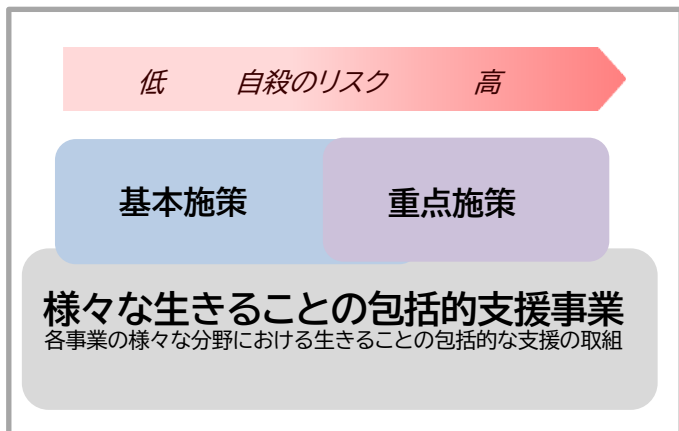 低 自殺のリスク 高
基本施策 重点施策
様々な生きることの包括的支援事業
各事業の様々な分野における生きることの包括的な支援の取組